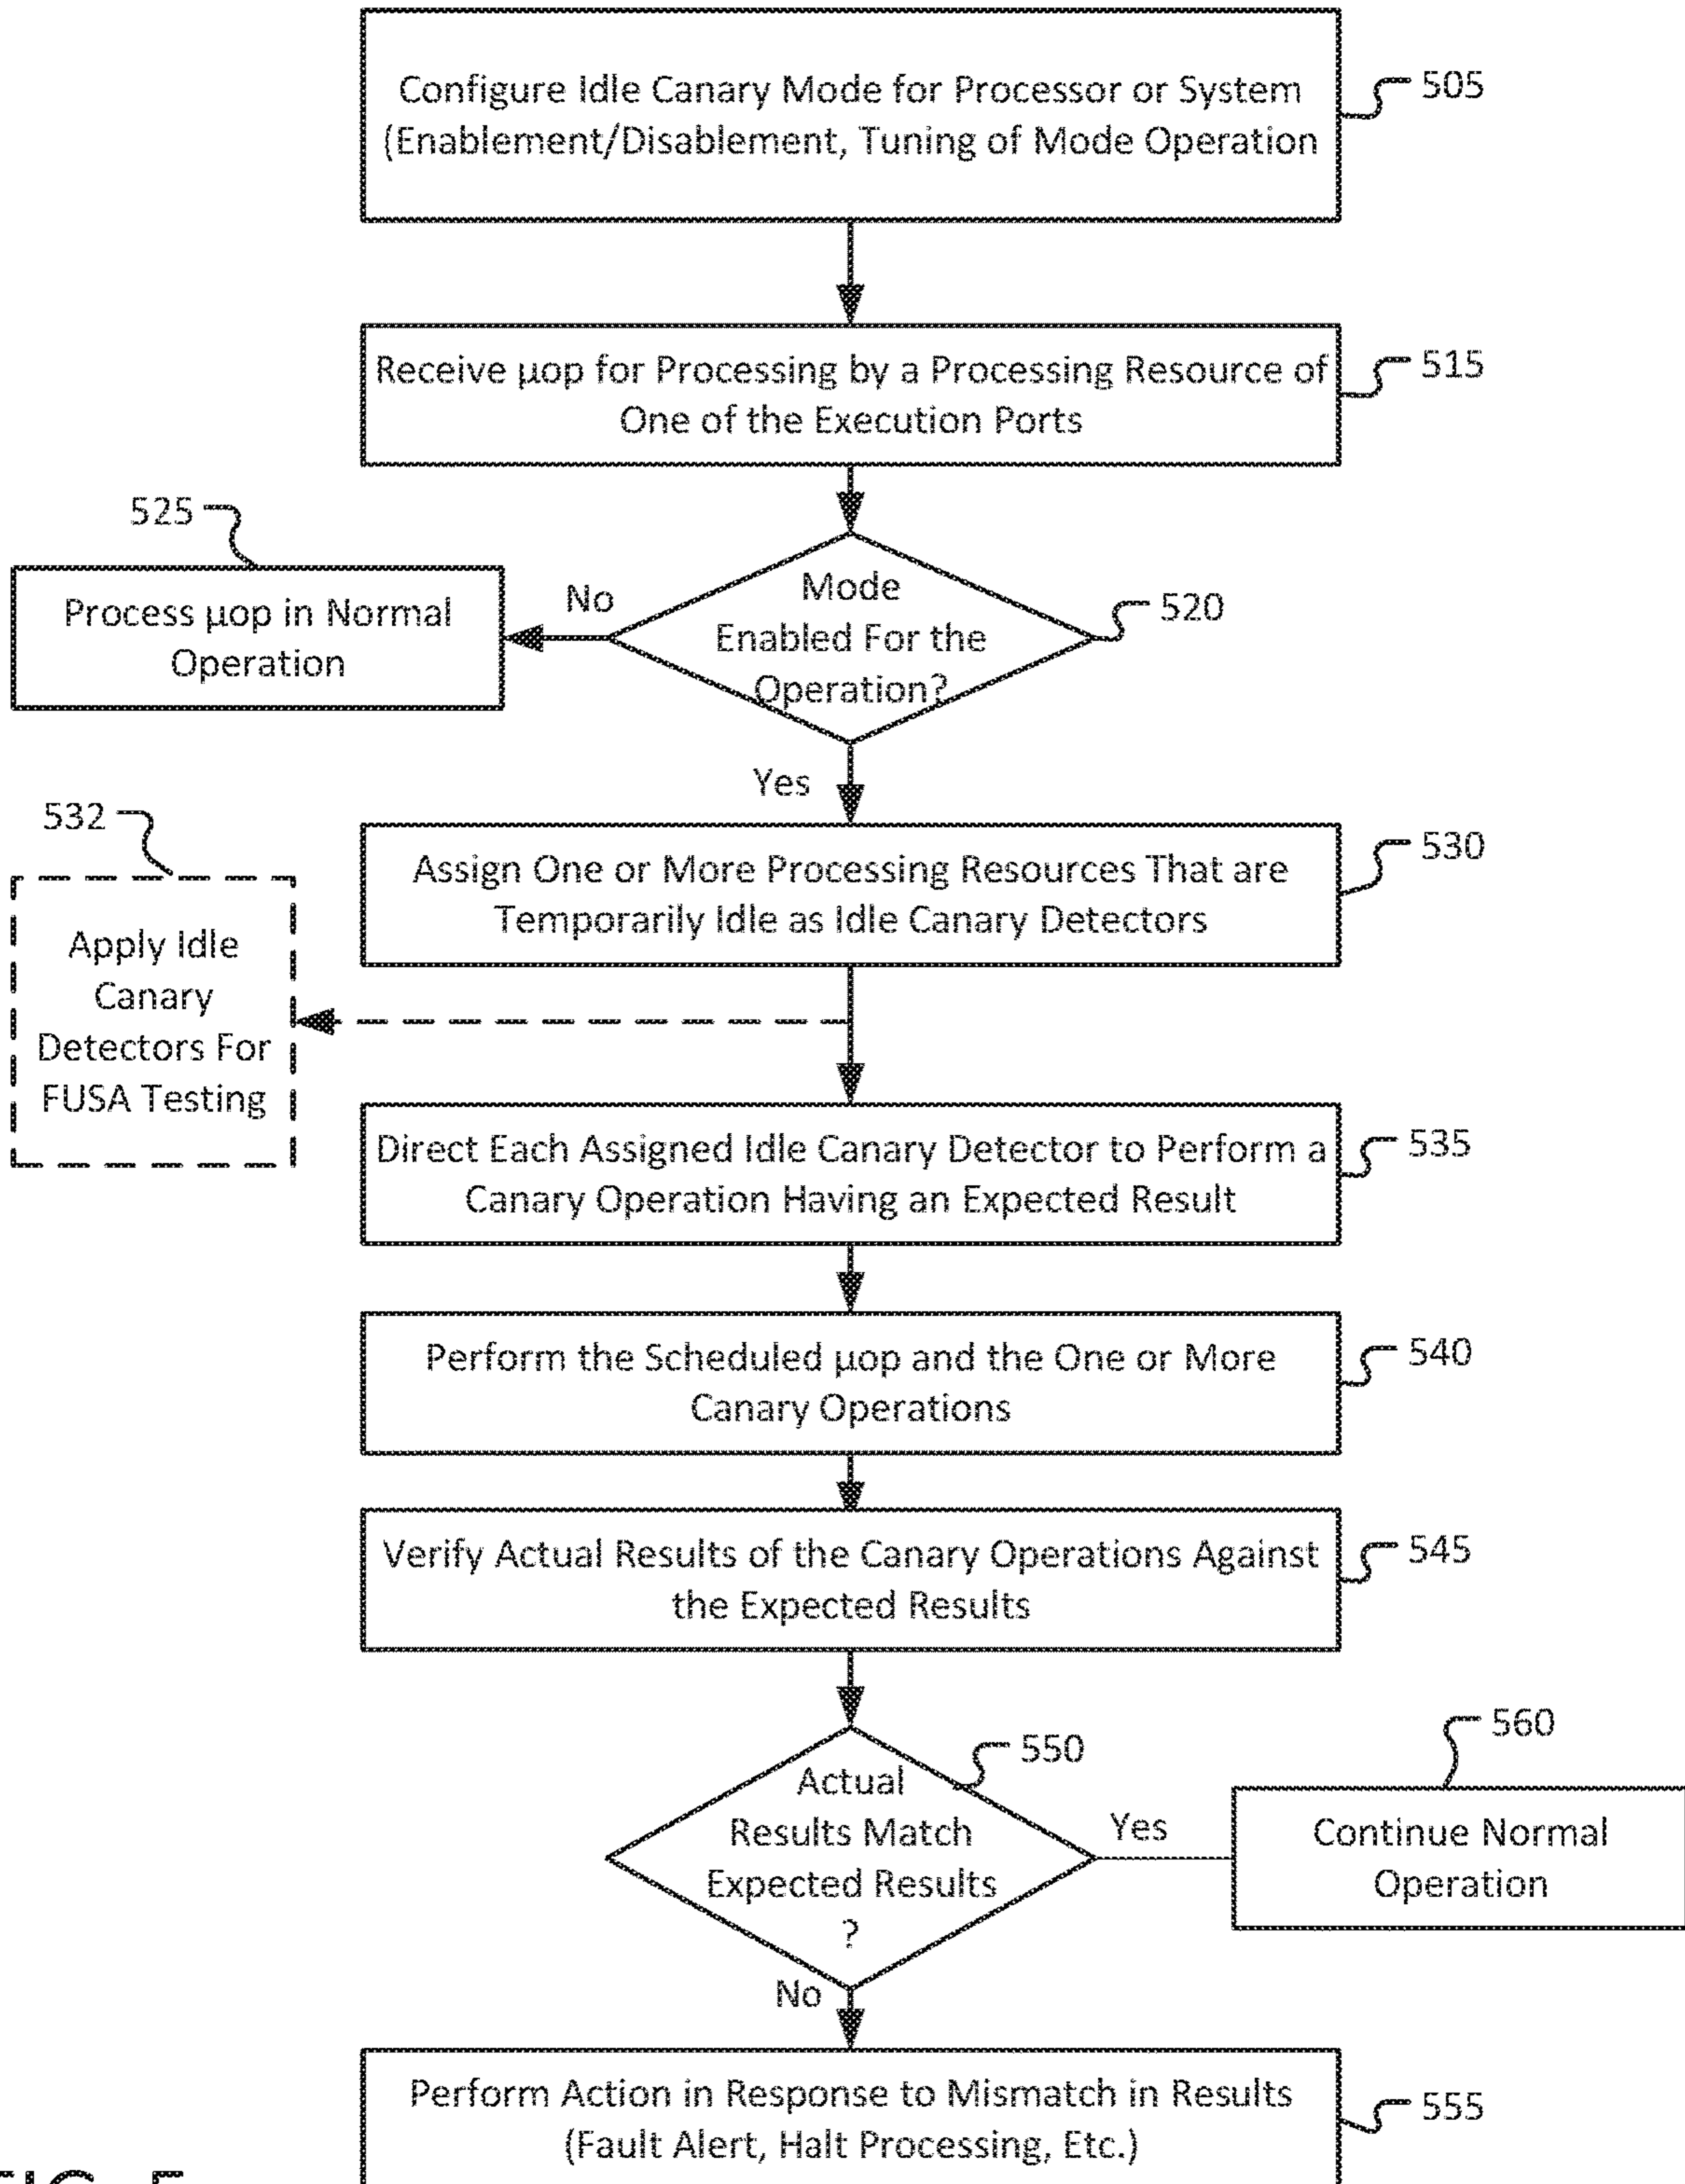 Configure Idle Canary Mode for Processor or System
(Enablement/Disablement, Tuning of Mode Operation
505
Receive µop for Processing by a Processing Resource of
One of the Execution Ports
515
525
Process µop in Normal
Operation
No
Mode
Enabled For the
Operation?
520
Yes
532
Assign One or More Processing Resources That are
Temporarily Idle as Idle Canary Detectors
530
Apply Idle
Canary
Detectors For
FUSA Testing
Direct Each Assigned Idle Canary Detector to Perform a
Canary Operation Having an Expected Result
535
Perform the Scheduled µop and the One or More
Canary Operations
540
Verify Actual Results of the Canary Operations Against
the Expected Results
545
Actual
Results Match
Expected Results
?
550
Yes
560
Continue Normal
Operation
No
Perform Action in Response to Mismatch in Results
(Fault Alert, Halt Processing, Etc.)
555